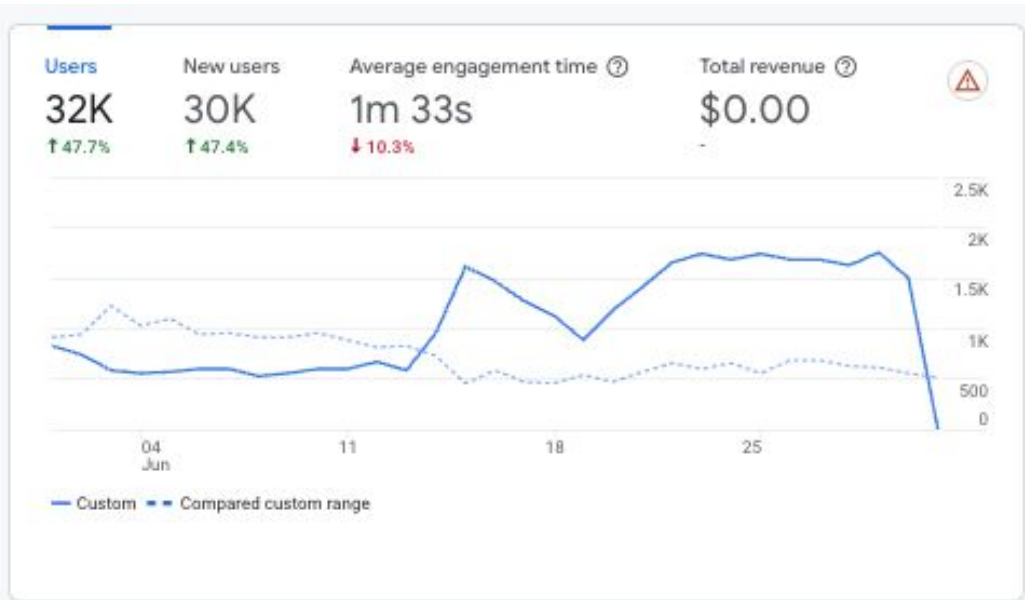 Users New users Average engagement time Total revenue
32K 30K 1m 33s $0.00
↑ 47.7% ↑ 47.4% ↓ 10.3% -
2.5K
2K
1.5K
1K
500
0
04 11 18 25
Jun
Custom Compared custom range